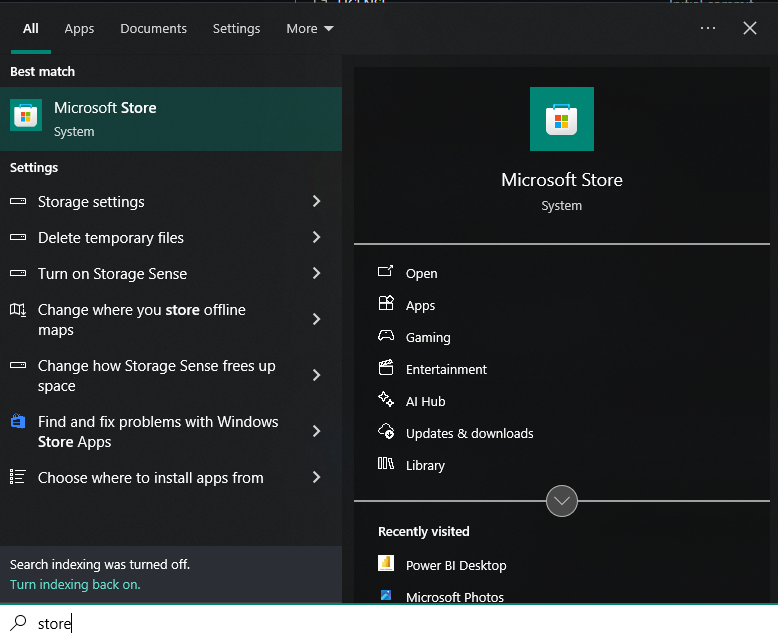 All Apps Documents Settings More
Best match
Microsoft Store
System
Settings
Storage settings
Delete temporary files
Turn on Storage Sense
Change where you store offline
maps
Change how Storage Sense frees up
space
Find and fix problems with Windows
Store Apps
Choose where to install apps from
Search indexing was turned off.
Turn indexing back on.
store
Microsoft Store
System
Open
Apps
Gaming
Entertainment
AI Hub
Updates & downloads
Library
Recently visited
Power BI Desktop
Microsoft Photos